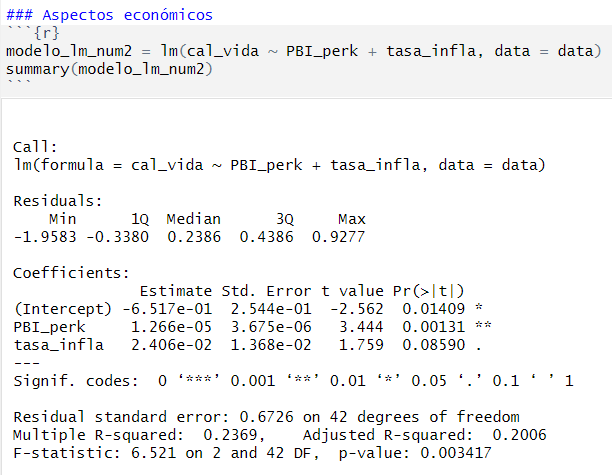 ### Aspectos económicos
```{r}
modelo_lm_num2 = lm(cal_vida ~ PBI_perk + tasa_infla, data = data)
summary(modelo_lm_num2)
```
Call:
lm(formula = cal_vida ~ PBI_perk + tasa_infla, data = data)
Residuals:
    Min      1Q  Median      3Q     Max
-1.9583 -0.3380  0.2386  0.4386  0.9277
Coefficients:
              Estimate Std. Error t value Pr(>|t|)
(Intercept) -6.517e-01  2.544e-01  -2.562  0.01409 *
PBI_perk     1.266e-05  3.675e-06   3.444  0.00131 **
tasa_infla   2.406e-02  1.368e-02   1.759  0.08590 .
---
Signif. codes:  0 ‘***’ 0.001 ‘**’ 0.01 ‘*’ 0.05 ‘.’ 0.1 ‘ ’ 1
Residual standard error: 0.6726 on 42 degrees of freedom
Multiple R-squared:  0.2369,    Adjusted R-squared:  0.2006
F-statistic: 6.521 on 2 and 42 DF,  p-value: 0.003417